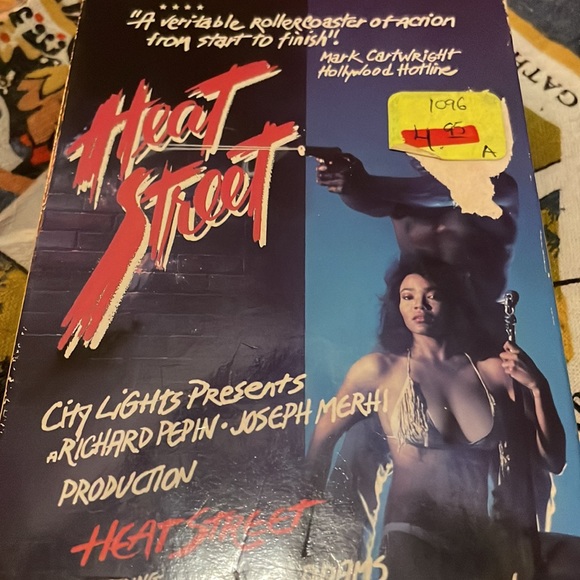 ★★★★
"A veritable Rollercoaster of action
from start to finish"!
Mark Cartwright
Hollywood Hotline
1096
4.95
A
Heat
Street
City Lights Presents
A RICHARD PEPIN • JOSEPH MERHI
PRODUCTION
HEAT STREET
GATH